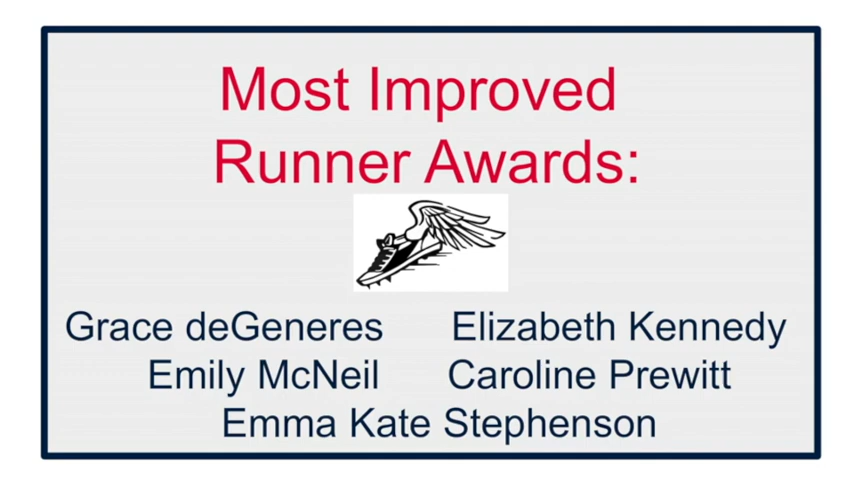 Most Improved
Runner Awards:
Grace deGeneres Elizabeth Kennedy
Emily McNeil Caroline Prewitt
Emma Kate Stephenson